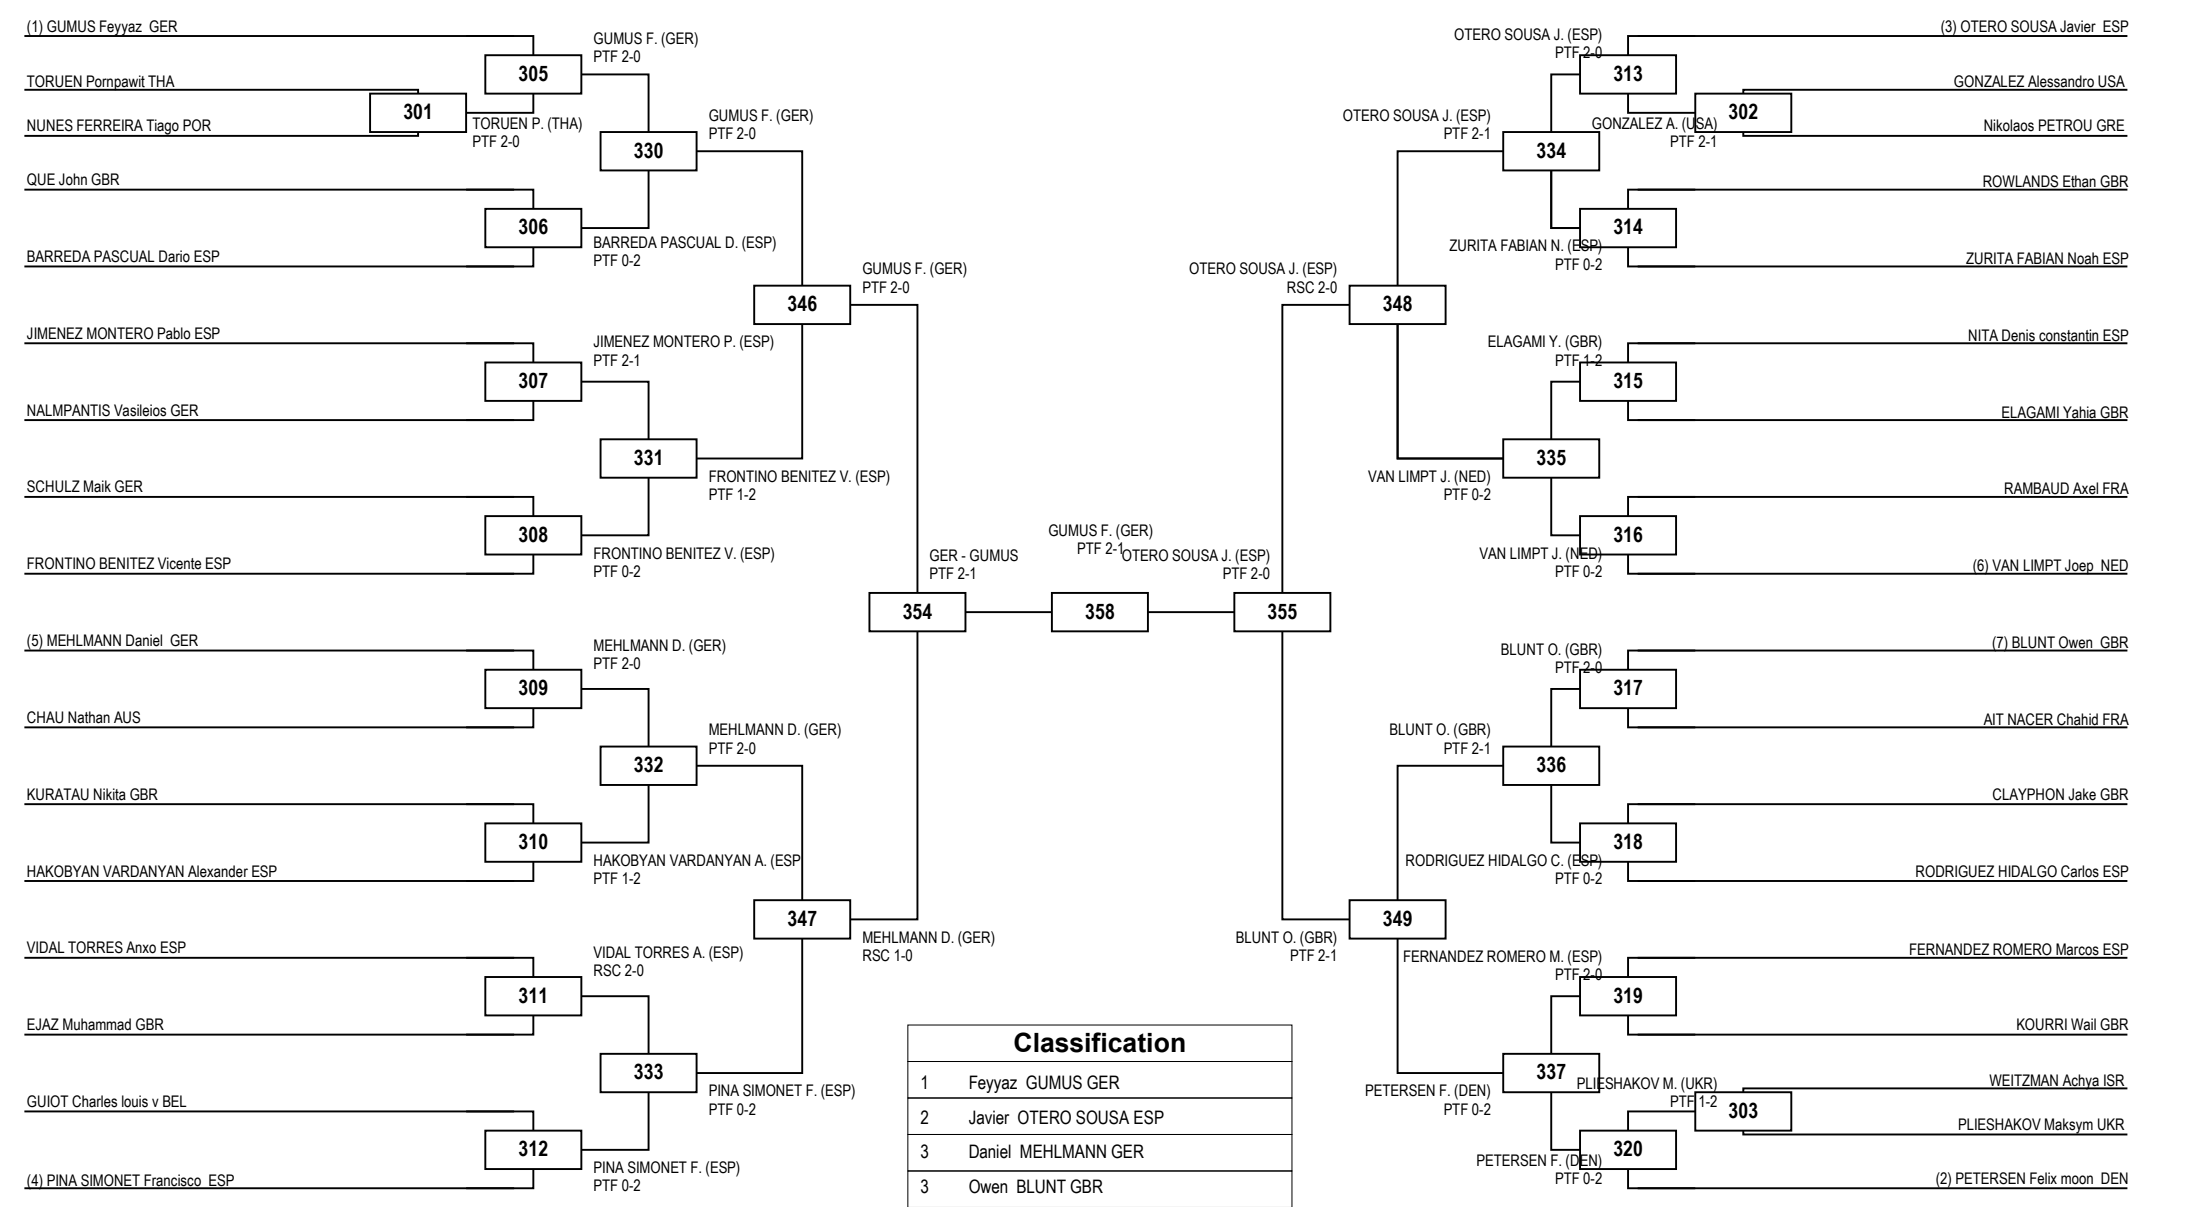 (1) GUMUS Feyyaz  GER
GUMUS F. (GER)
PTF 2-0
305
TORUEN Pornpawit THA
301
NUNES FERREIRA Tiago POR
TORUEN P. (THA)
PTF 2-0
GUMUS F. (GER)
PTF 2-0
330
QUE John GBR
306
BARREDA PASCUAL D. (ESP)
PTF 0-2
BARREDA PASCUAL Dario ESP
GUMUS F. (GER)
PTF 2-0
346
JIMENEZ MONTERO Pablo ESP
JIMENEZ MONTERO P. (ESP)
PTF 2-1
307
NALMPANTIS Vasileios GER
331
FRONTINO BENITEZ V. (ESP)
PTF 1-2
SCHULZ Maik GER
308
FRONTINO BENITEZ V. (ESP)
PTF 0-2
FRONTINO BENITEZ Vicente ESP
GER - GUMUS
PTF 2-1
354
GUMUS F. (GER)
PTF 2-1
358
(5) MEHLMANN Daniel  GER
MEHLMANN D. (GER)
PTF 2-0
309
CHAU Nathan AUS
MEHLMANN D. (GER)
PTF 2-0
332
KURATAU Nikita GBR
310
HAKOBYAN VARDANYAN A. (ESP
PTF 1-2
HAKOBYAN VARDANYAN Alexander ESP
347
MEHLMANN D. (GER)
RSC 1-0
VIDAL TORRES Anxo ESP
VIDAL TORRES A. (ESP)
RSC 2-0
311
EJAZ Muhammad GBR
333
PINA SIMONET F. (ESP)
PTF 0-2
GUIOT Charles louis v BEL
312
PINA SIMONET F. (ESP)
PTF 0-2
(4) PINA SIMONET Francisco  ESP
OTERO SOUSA J. (ESP)
PTF 2-0
313
(3) OTERO SOUSA Javier  ESP
GONZALEZ Alessandro USA
302
GONZALEZ A. (USA)
PTF 2-1
Nikolaos PETROU GRE
OTERO SOUSA J. (ESP)
PTF 2-1
334
ROWLANDS Ethan GBR
314
ZURITA FABIAN N. (ESP)
PTF 0-2
ZURITA FABIAN Noah ESP
OTERO SOUSA J. (ESP)
RSC 2-0
348
NITA Denis constantin ESP
ELAGAMI Y. (GBR)
PTF 1-2
315
ELAGAMI Yahia GBR
335
VAN LIMPT J. (NED)
PTF 0-2
RAMBAUD Axel FRA
316
VAN LIMPT J. (NED)
PTF 0-2
(6) VAN LIMPT Joep  NED
OTERO SOUSA J. (ESP)
PTF 2-0
355
(7) BLUNT Owen  GBR
BLUNT O. (GBR)
PTF 2-0
317
AIT NACER Chahid FRA
BLUNT O. (GBR)
PTF 2-1
336
CLAYPHON Jake GBR
318
RODRIGUEZ HIDALGO C. (ESP)
PTF 0-2
RODRIGUEZ HIDALGO Carlos ESP
349
BLUNT O. (GBR)
PTF 2-1
FERNANDEZ ROMERO Marcos ESP
FERNANDEZ ROMERO M. (ESP)
PTF 2-0
319
KOURRI Wail GBR
337
PETERSEN F. (DEN)
PTF 0-2
WEITZMAN Achya ISR
PLIESHAKOV M. (UKR)
PTF 1-2
303
PLIESHAKOV Maksym UKR
320
PETERSEN F. (DEN)
PTF 0-2
(2) PETERSEN Felix moon  DEN
Classification
1 Feyyaz  GUMUS GER
2 Javier  OTERO SOUSA ESP
3 Daniel  MEHLMANN GER
3 Owen  BLUNT GBR